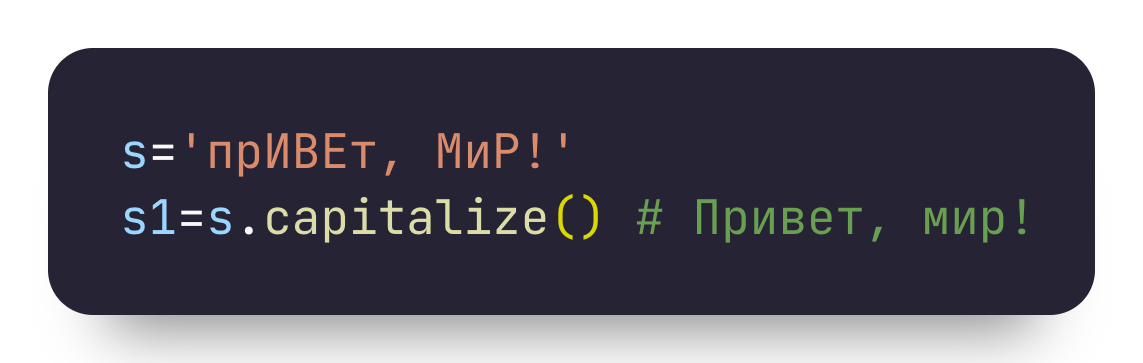 s='прИВЕт, МиР!'
s1=s.capitalize() # Привет, мир!